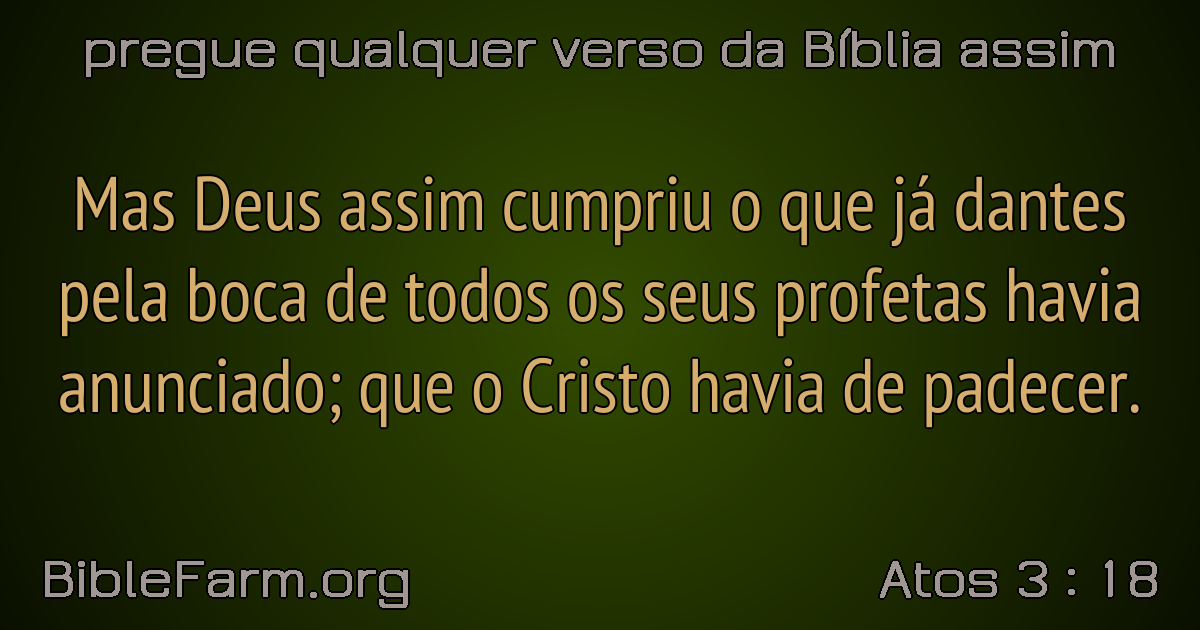 pregue qualquer verso da Bíblia assim
Mas Deus assim cumpriu o que já dantes
pela boca de todos os seus profetas havia
anunciado; que o Cristo havia de padecer.
BibleFarm.org
Atos 3 : 18